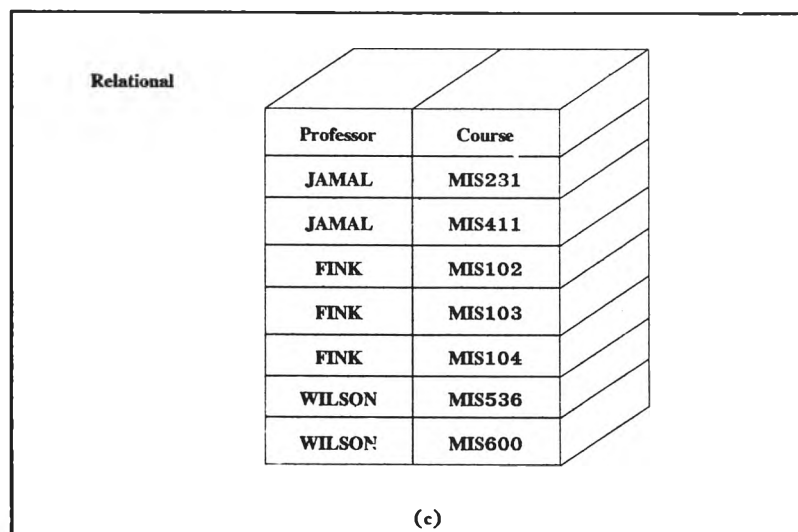 Relational
Professor Course
JAMAL MIS231
JAMAL MIS411
FINK MIS102
FINK MIS103
FINK MIS104
WILSON MIS536
WILSON MIS600
(c)